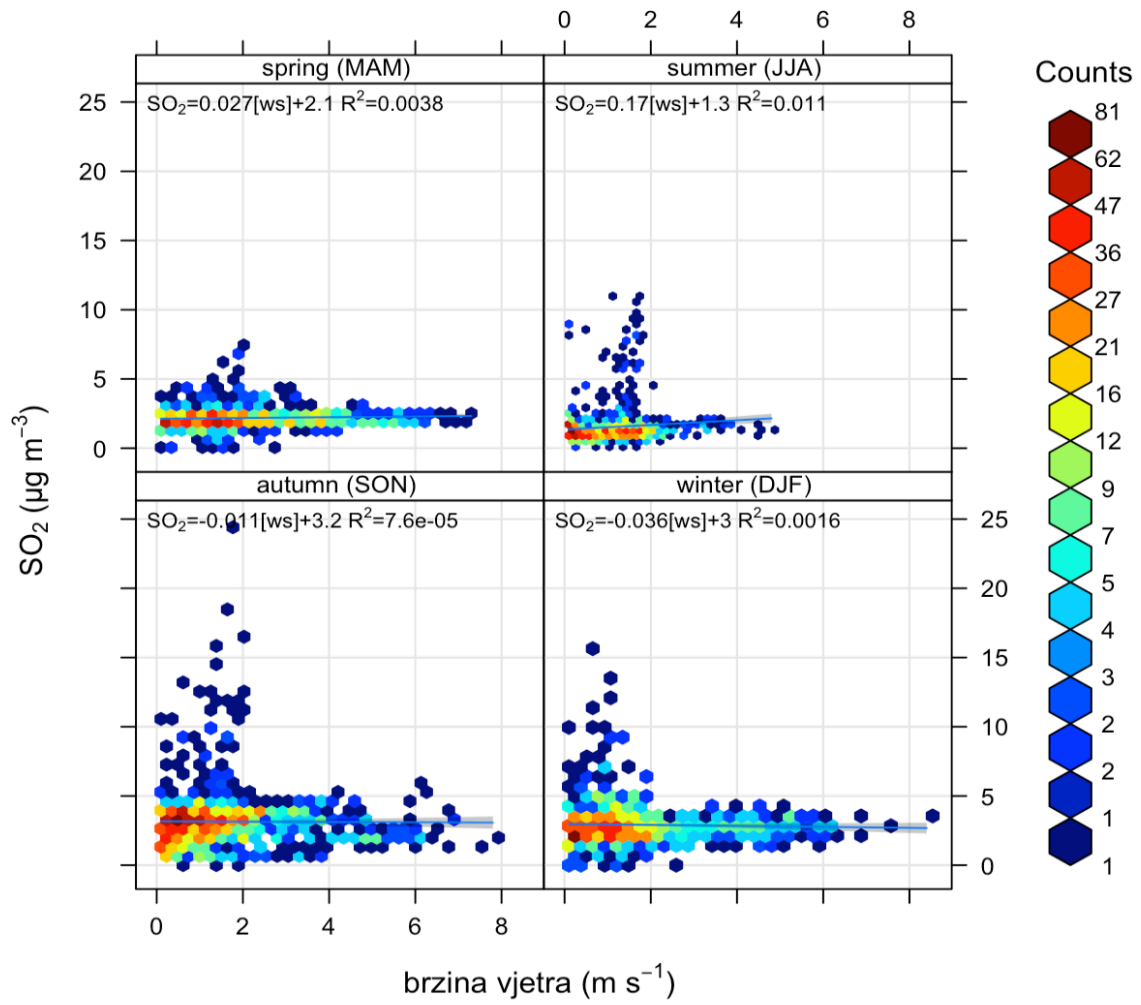 0 2 4 6 8
spring (MAM)
summer (JJA)
Counts
SO₂=0.027[ws]+2.1 R²=0.0038
SO₂=0.17[ws]+1.3 R²=0.011
25
20
15
10
5
0
autumn (SON)
winter (DJF)
SO₂=-0.011[ws]+3.2 R²=7.6e-05
SO₂=-0.036[ws]+3 R²=0.0016
25
20
15
10
5
0
0 2 4 6 8
SO₂ (µg m⁻³)
brzina vjetra (m s⁻¹)
81
62
47
36
27
21
16
12
9
7
5
4
3
2
2
1
1